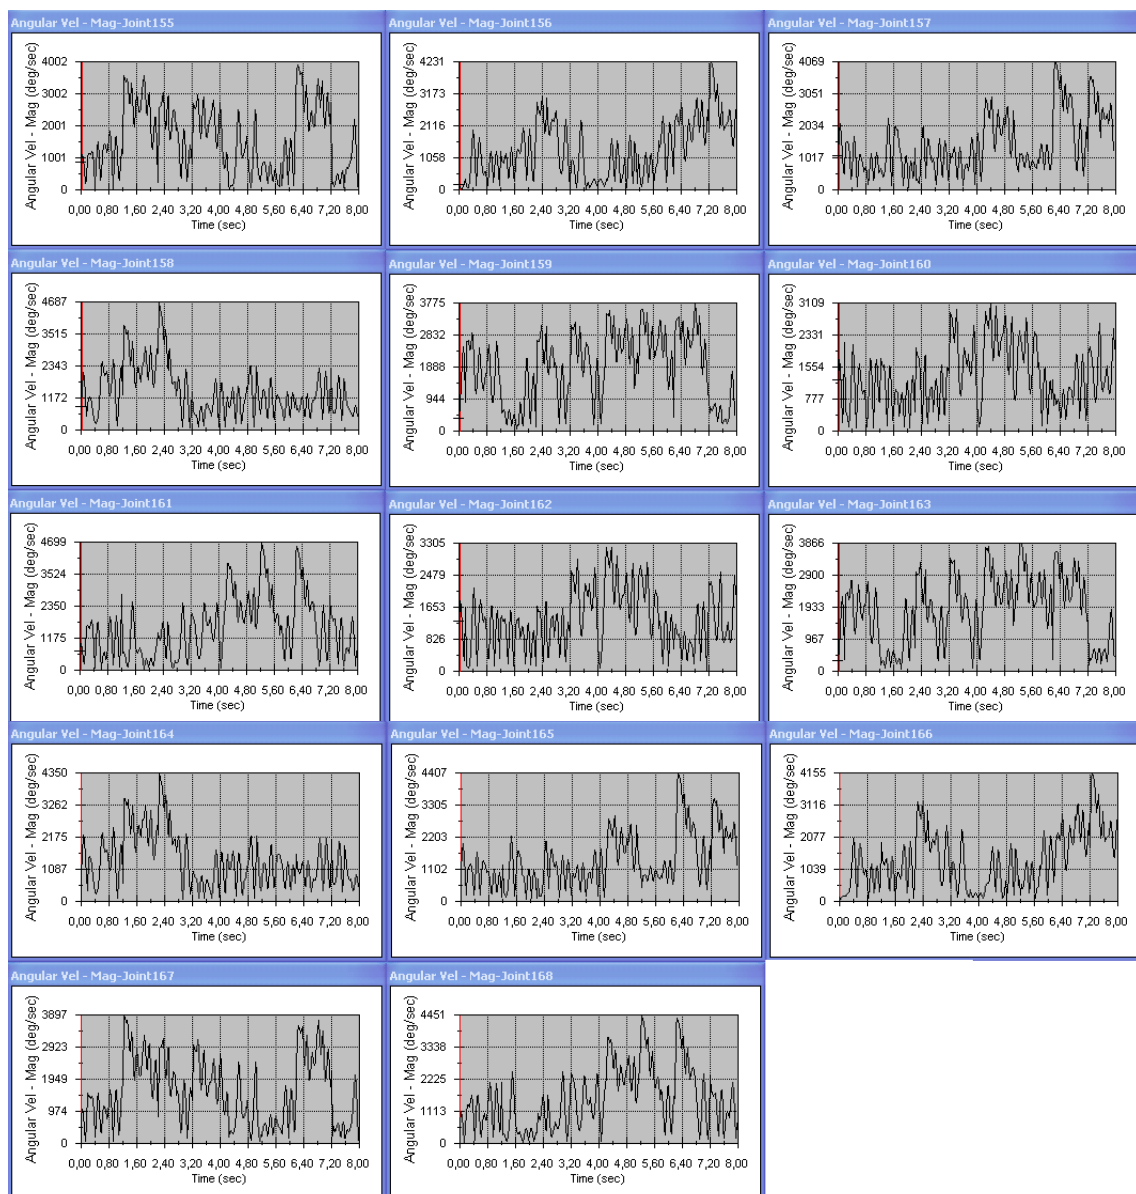 Angular Vel - Mag-Joint155
Angular Vel - Mag (deg/sec)
4002
3002
2001
1001
0
0,00 0,80 1,60 2,40 3,20 4,00 4,80 5,60 6,40 7,20 8,00
Time (sec)
Angular Vel - Mag-Joint156
Angular Vel - Mag (deg/sec)
4231
3173
2116
1058
0
0,00 0,80 1,60 2,40 3,20 4,00 4,80 5,60 6,40 7,20 8,00
Time (sec)
Angular Vel - Mag-Joint157
Angular Vel - Mag (deg/sec)
4069
3051
2034
1017
0
0,00 0,80 1,60 2,40 3,20 4,00 4,80 5,60 6,40 7,20 8,00
Time (sec)
Angular Vel - Mag-Joint158
Angular Vel - Mag (deg/sec)
4687
3515
2343
1172
0
0,00 0,80 1,60 2,40 3,20 4,00 4,80 5,60 6,40 7,20 8,00
Time (sec)
Angular Vel - Mag-Joint159
Angular Vel - Mag (deg/sec)
3775
2832
1888
944
0
0,00 0,80 1,60 2,40 3,20 4,00 4,80 5,60 6,40 7,20 8,00
Time (sec)
Angular Vel - Mag-Joint160
Angular Vel - Mag (deg/sec)
3109
2331
1554
777
0
0,00 0,80 1,60 2,40 3,20 4,00 4,80 5,60 6,40 7,20 8,00
Time (sec)
Angular Vel - Mag-Joint161
Angular Vel - Mag (deg/sec)
4699
3524
2350
1175
0
0,00 0,80 1,60 2,40 3,20 4,00 4,80 5,60 6,40 7,20 8,00
Time (sec)
Angular Vel - Mag-Joint162
Angular Vel - Mag (deg/sec)
3305
2479
1653
826
0
0,00 0,80 1,60 2,40 3,20 4,00 4,80 5,60 6,40 7,20 8,00
Time (sec)
Angular Vel - Mag-Joint163
Angular Vel - Mag (deg/sec)
3866
2900
1933
967
0
0,00 0,80 1,60 2,40 3,20 4,00 4,80 5,60 6,40 7,20 8,00
Time (sec)
Angular Vel - Mag-Joint164
Angular Vel - Mag (deg/sec)
4350
3262
2175
1087
0
0,00 0,80 1,60 2,40 3,20 4,00 4,80 5,60 6,40 7,20 8,00
Time (sec)
Angular Vel - Mag-Joint165
Angular Vel - Mag (deg/sec)
4407
3305
2203
1102
0
0,00 0,80 1,60 2,40 3,20 4,00 4,80 5,60 6,40 7,20 8,00
Time (sec)
Angular Vel - Mag-Joint166
Angular Vel - Mag (deg/sec)
4155
3116
2077
1039
0
0,00 0,80 1,60 2,40 3,20 4,00 4,80 5,60 6,40 7,20 8,00
Time (sec)
Angular Vel - Mag-Joint167
Angular Vel - Mag (deg/sec)
3897
2923
1949
974
0
0,00 0,80 1,60 2,40 3,20 4,00 4,80 5,60 6,40 7,20 8,00
Time (sec)
Angular Vel - Mag-Joint168
Angular Vel - Mag (deg/sec)
4451
3338
2225
1113
0
0,00 0,80 1,60 2,40 3,20 4,00 4,80 5,60 6,40 7,20 8,00
Time (sec)